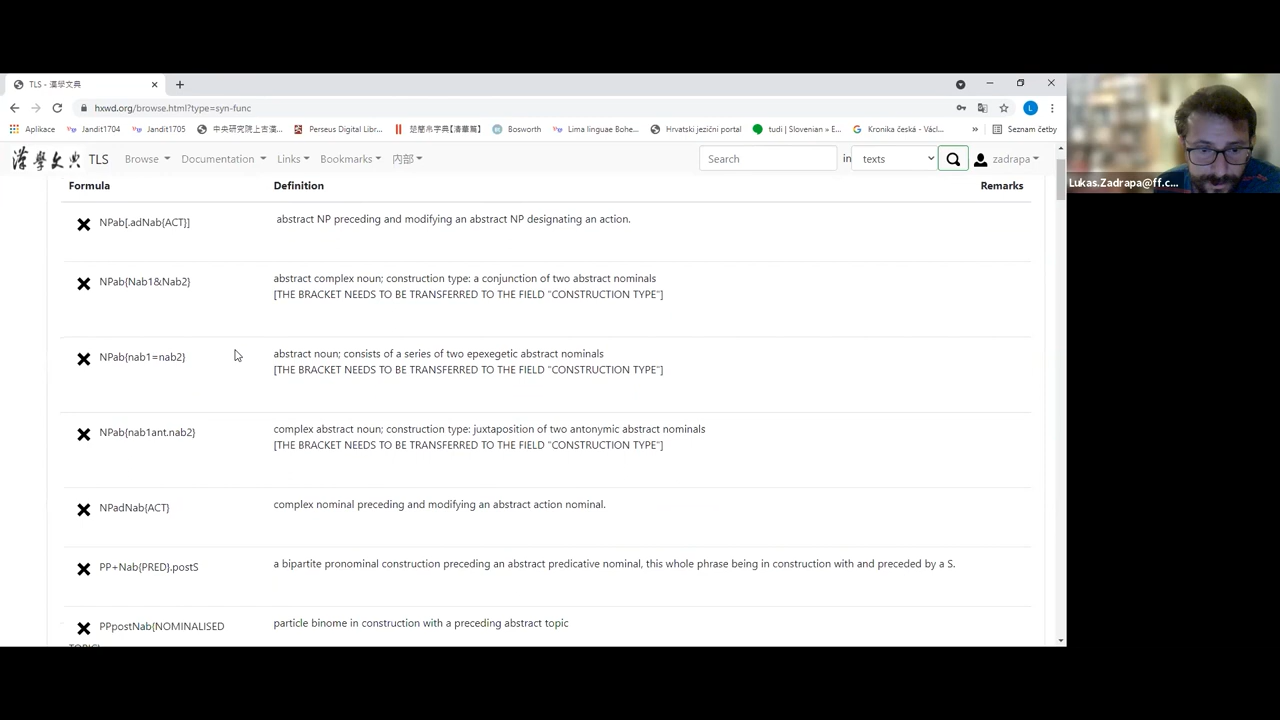 TLS - 漢學文典
hxwd.org/browse.html?type=syn-func
Aplikace
Jandit1704
Jandit1705
中央研究院上古漢...
Perseus Digital Libr...
楚簡帛字典【清華篇】
Bosworth
Lima linguae Bohe...
Hrvatski jezični portal
tudi | Slovenian » E...
Kronika česká - Václ...
»
Seznam četby
漢學文典 TLS Browse Documentation Links Bookmarks 內部 Search in texts zadrapa
Lukas.Zadrapa@ff.c...
Formula Definition Remarks
NPab[.adNab{ACT}] abstract NP preceding and modifying an abstract NP designating an action.
NPab{Nab1&Nab2} abstract complex noun; construction type: a conjunction of two abstract nominals
[THE BRACKET NEEDS TO BE TRANSFERRED TO THE FIELD "CONSTRUCTION TYPE"]
NPab{nab1=nab2} abstract noun; consists of a series of two epexegetic abstract nominals
[THE BRACKET NEEDS TO BE TRANSFERRED TO THE FIELD "CONSTRUCTION TYPE"]
NPab{nab1ant.nab2} complex abstract noun; construction type: juxtaposition of two antonymic abstract nominals
[THE BRACKET NEEDS TO BE TRANSFERRED TO THE FIELD "CONSTRUCTION TYPE"]
NPadNab{ACT} complex nominal preceding and modifying an abstract action nominal.
PP+Nab{PRED}.postS a bipartite pronominal construction preceding an abstract predicative nominal, this whole phrase being in construction with and preceded by a S.
PPpostNab{NOMINALISED particle binome in construction with a preceding abstract topic